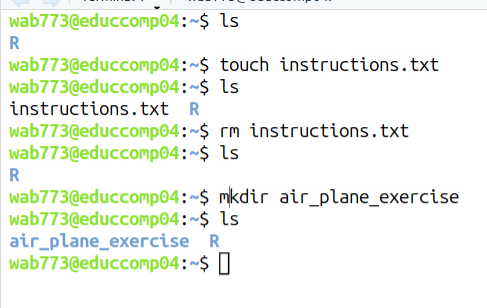 wab773@educcomp04:~$ ls
R
wab773@educcomp04:~$ touch instructions.txt
wab773@educcomp04:~$ ls
instructions.txt  R
wab773@educcomp04:~$ rm instructions.txt
wab773@educcomp04:~$ ls
R
wab773@educcomp04:~$ mkdir air_plane_exercise
wab773@educcomp04:~$ ls
air_plane_exercise  R
wab773@educcomp04:~$